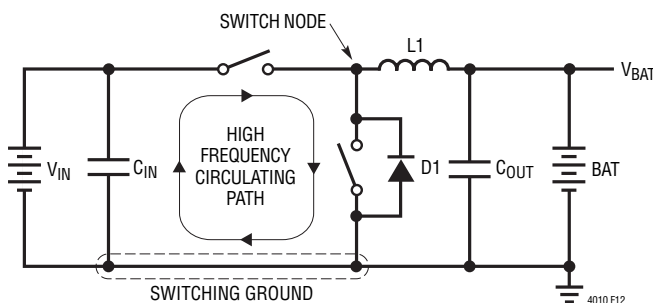 SWITCH NODE
L1
V_BAT
V_IN
C_IN
HIGH
FREQUENCY
CIRCULATING
PATH
D1
C_OUT
BAT
SWITCHING GROUND
4010 F12